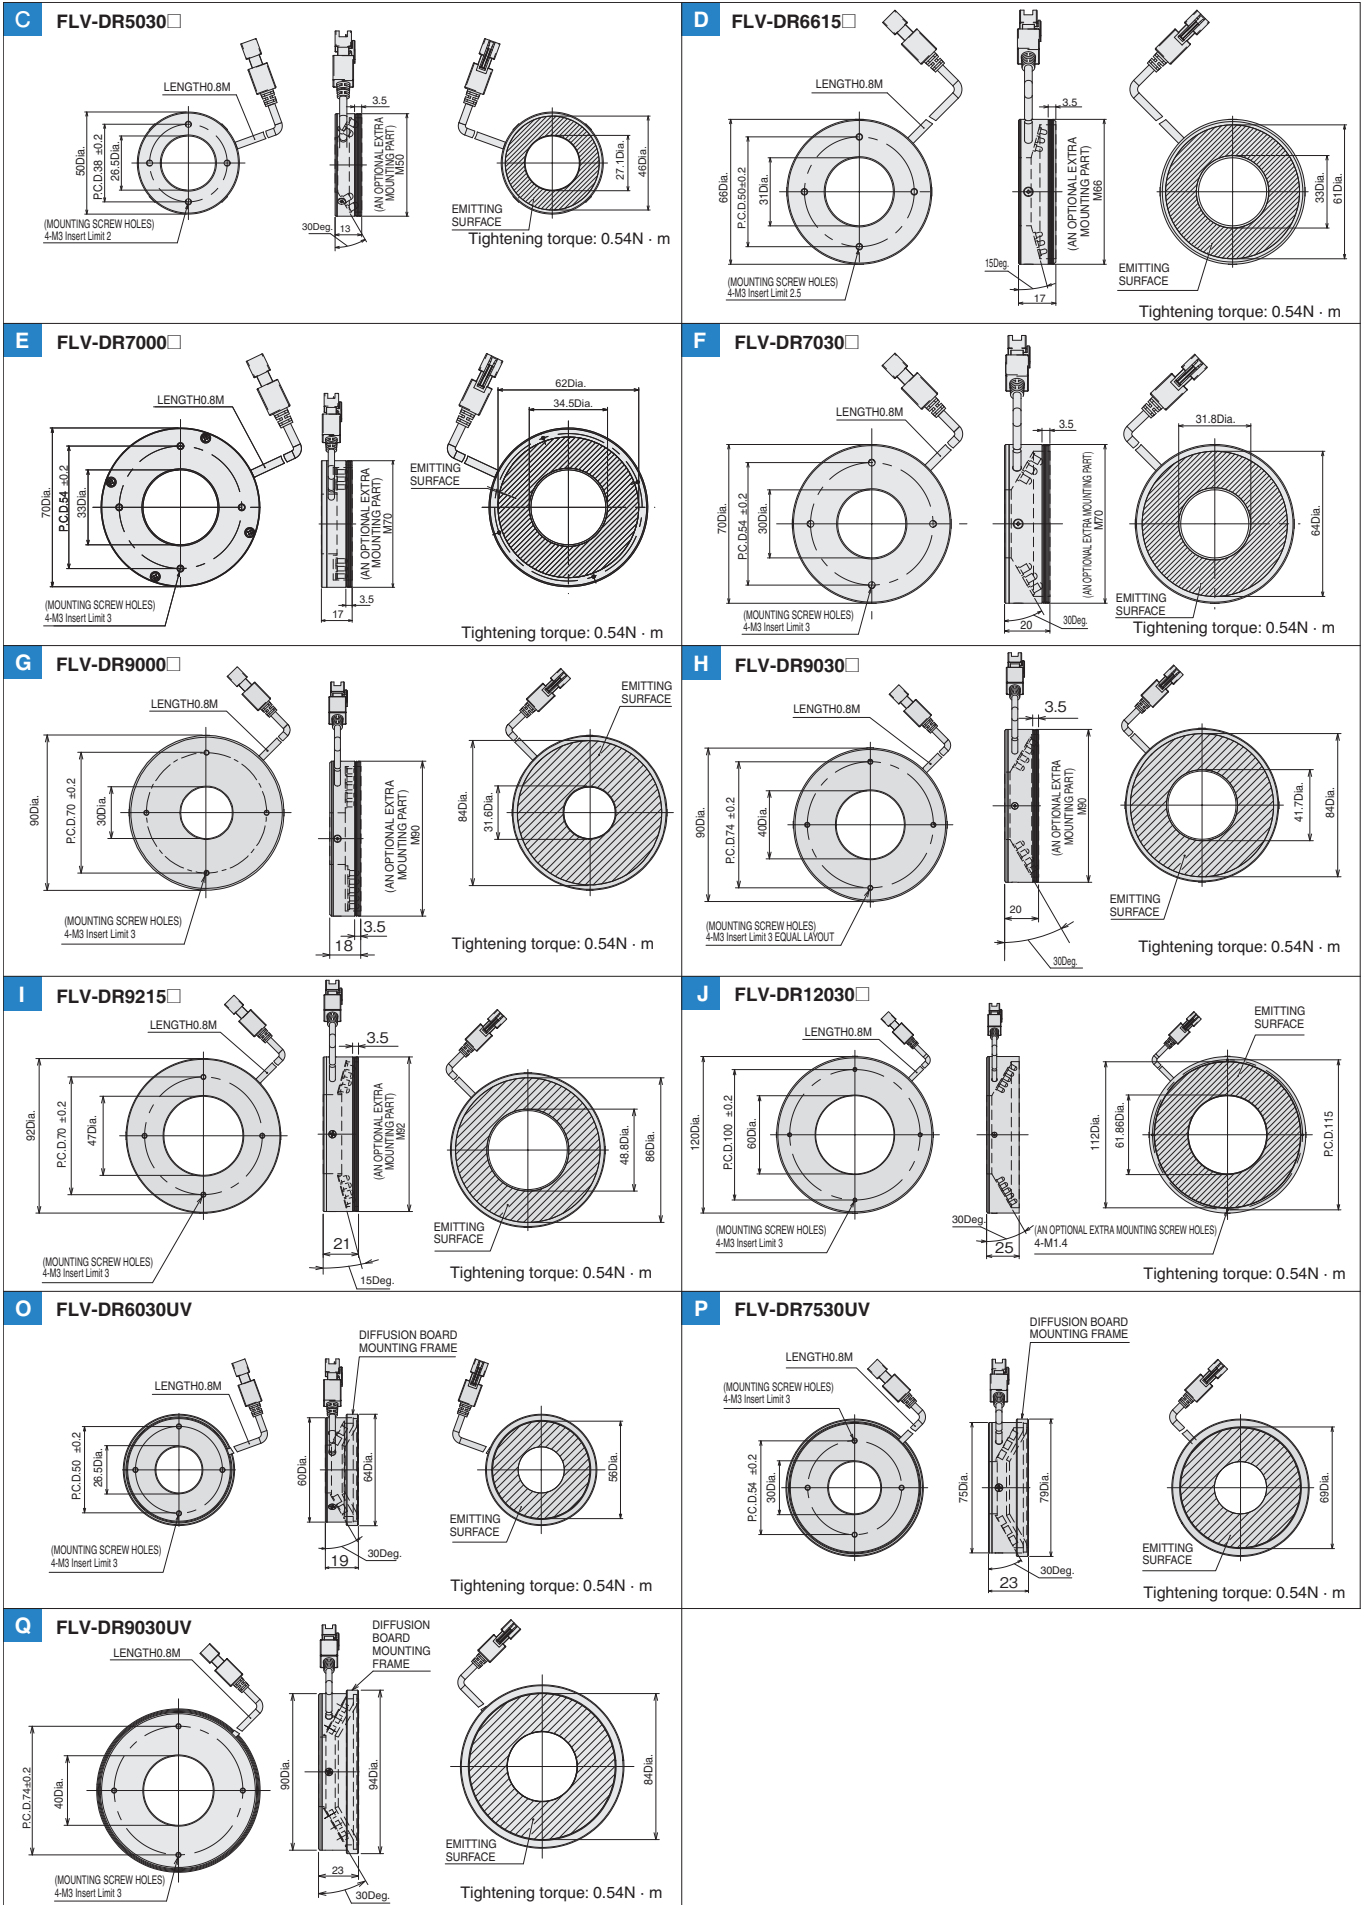 C FLV-DR5030□
LENGTH0.8M
3.5
50Dia.
P.C.D.38 ±0.2
26.5Dia.
(AN OPTIONAL EXTRA
MOUNTING PART)
M50
27.1Dia.
46Dia.
(MOUNTING SCREW HOLES)
4-M3 Insert Limit 2
30Deg.
13
EMITTING
SURFACE
Tightening torque: 0.54N · m
D FLV-DR6615□
LENGTH0.8M
3.5
66Dia.
P.C.D.50±0.2
31Dia.
(AN OPTIONAL EXTRA
MOUNTING PART)
M66
33Dia.
61Dia.
(MOUNTING SCREW HOLES)
4-M3 Insert Limit 2.5
15Deg.
17
EMITTING
SURFACE
Tightening torque: 0.54N · m
E FLV-DR7000□
LENGTH0.8M
62Dia.
34.5Dia.
70Dia.
P.C.D.54 ±0.2
33Dia.
(AN OPTIONAL EXTRA
MOUNTING PART)
M70
EMITTING
SURFACE
(MOUNTING SCREW HOLES)
4-M3 Insert Limit 3
3.5
17
Tightening torque: 0.54N · m
F FLV-DR7030□
LENGTH0.8M
3.5
31.8Dia.
70Dia.
P.C.D.54 ±0.2
30Dia.
(AN OPTIONAL EXTRA MOUNTING PART)
M70
64Dia.
(MOUNTING SCREW HOLES)
4-M3 Insert Limit 3
20
30Deg.
EMITTING
SURFACE
Tightening torque: 0.54N · m
G FLV-DR9000□
LENGTH0.8M
EMITTING
SURFACE
90Dia.
P.C.D.70 ±0.2
30Dia.
(AN OPTIONAL EXTRA
MOUNTING PART)
M90
84Dia.
31.6Dia.
(MOUNTING SCREW HOLES)
4-M3 Insert Limit 3
3.5
18
Tightening torque: 0.54N · m
H FLV-DR9030□
LENGTH0.8M
3.5
90Dia.
P.C.D.74 ±0.2
40Dia.
(AN OPTIONAL EXTRA
MOUNTING PART)
M90
41.7Dia.
84Dia.
(MOUNTING SCREW HOLES)
4-M3 Insert Limit 3 EQUAL LAYOUT
20
30Deg.
EMITTING
SURFACE
Tightening torque: 0.54N · m
I FLV-DR9215□
LENGTH0.8M
3.5
92Dia.
P.C.D.70 ±0.2
47Dia.
(AN OPTIONAL EXTRA
MOUNTING PART)
M92
48.8Dia.
86Dia.
(MOUNTING SCREW HOLES)
4-M3 Insert Limit 3
21
15Deg.
EMITTING
SURFACE
Tightening torque: 0.54N · m
J FLV-DR12030□
LENGTH0.8M
EMITTING
SURFACE
120Dia.
P.C.D.100 ±0.2
60Dia.
112Dia.
61.86Dia.
P.C.D.115
(MOUNTING SCREW HOLES)
4-M3 Insert Limit 3
30Deg.
25
(AN OPTIONAL EXTRA MOUNTING SCREW HOLES)
4-M1.4
Tightening torque: 0.54N · m
O FLV-DR6030UV
DIFFUSION BOARD
MOUNTING FRAME
LENGTH0.8M
P.C.D.50 ±0.2
26.5Dia.
60Dia.
64Dia.
56Dia.
(MOUNTING SCREW HOLES)
4-M3 Insert Limit 3
19
30Deg.
EMITTING
SURFACE
Tightening torque: 0.54N · m
P FLV-DR7530UV
DIFFUSION BOARD
MOUNTING FRAME
LENGTH0.8M
(MOUNTING SCREW HOLES)
4-M3 Insert Limit 3
P.C.D.54 ±0.2
30Dia.
75Dia.
79Dia.
69Dia.
23
30Deg.
EMITTING
SURFACE
Tightening torque: 0.54N · m
Q FLV-DR9030UV
DIFFUSION
BOARD
MOUNTING
FRAME
LENGTH0.8M
P.C.D.74±0.2
40Dia.
90Dia.
94Dia.
84Dia.
(MOUNTING SCREW HOLES)
4-M3 Insert Limit 3
23
30Deg.
EMITTING
SURFACE
Tightening torque: 0.54N · m